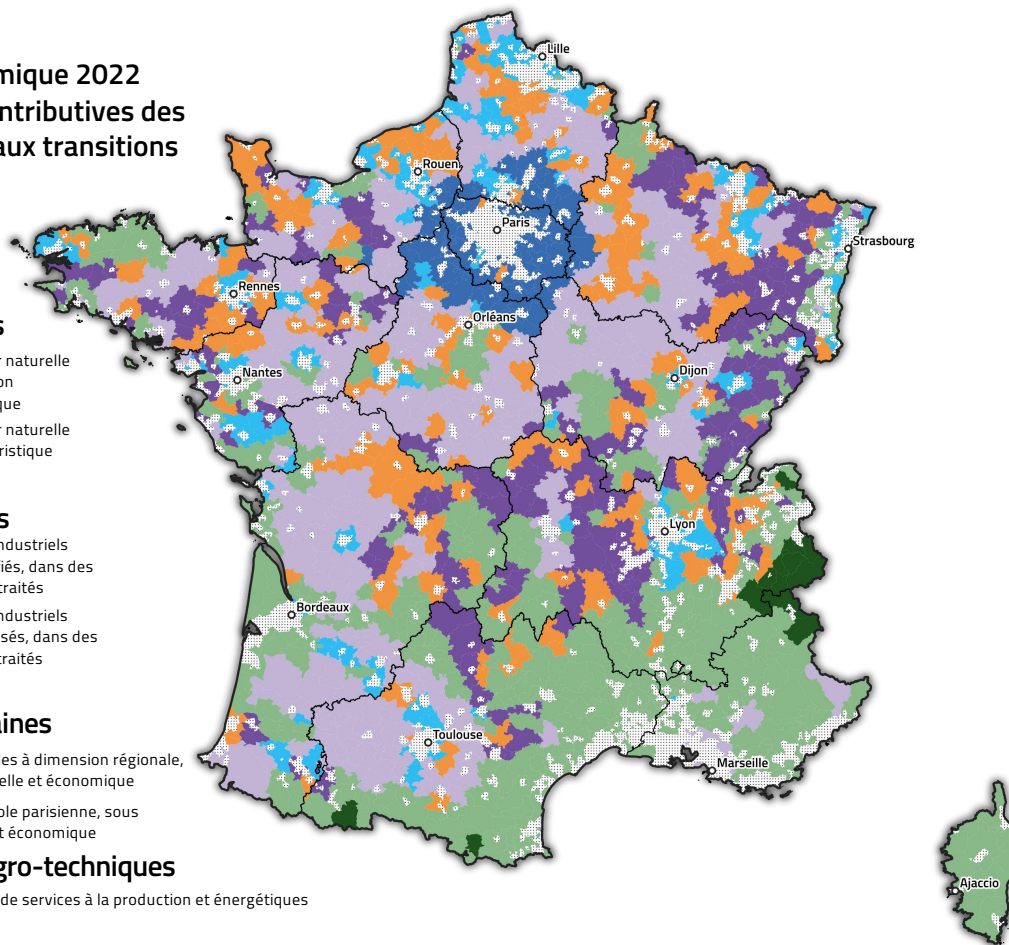 mique 2022
ntributives des
aux transitions
s
r naturelle
on
que
r naturelle
ristique
s
ndustriels
fiés, dans des
traités
ndustriels
sés, dans des
traités
aines
les à dimension régionale,
elle et économique
ole parisienne, sous
t économique
gro-techniques
de services à la production et énergétiques
Lille
Rouen
Paris
Strasbourg
Rennes
Orléans
Nantes
Dijon
Lyon
Bordeaux
Toulouse
Marseille
Ajaccio